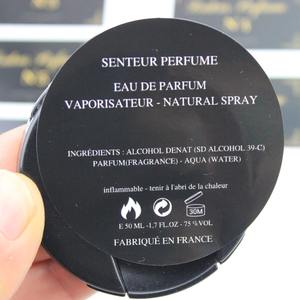 SENTEUR PERFUME
EAU DE PARFUM
VAPORISATEUR - NATURAL SPRAY
INGRÉDIENTS : ALCOHOL DENAT (SD ALCOHOL 39-C)
PARFUM(FRAGRANCE) - AQUA (WATER)
inflammable - tenir à l'abri de la chaleur
30M
E 50 ML -1,7 FL.OZ - 75 % VOL
FABRIQUÉ EN FRANCE